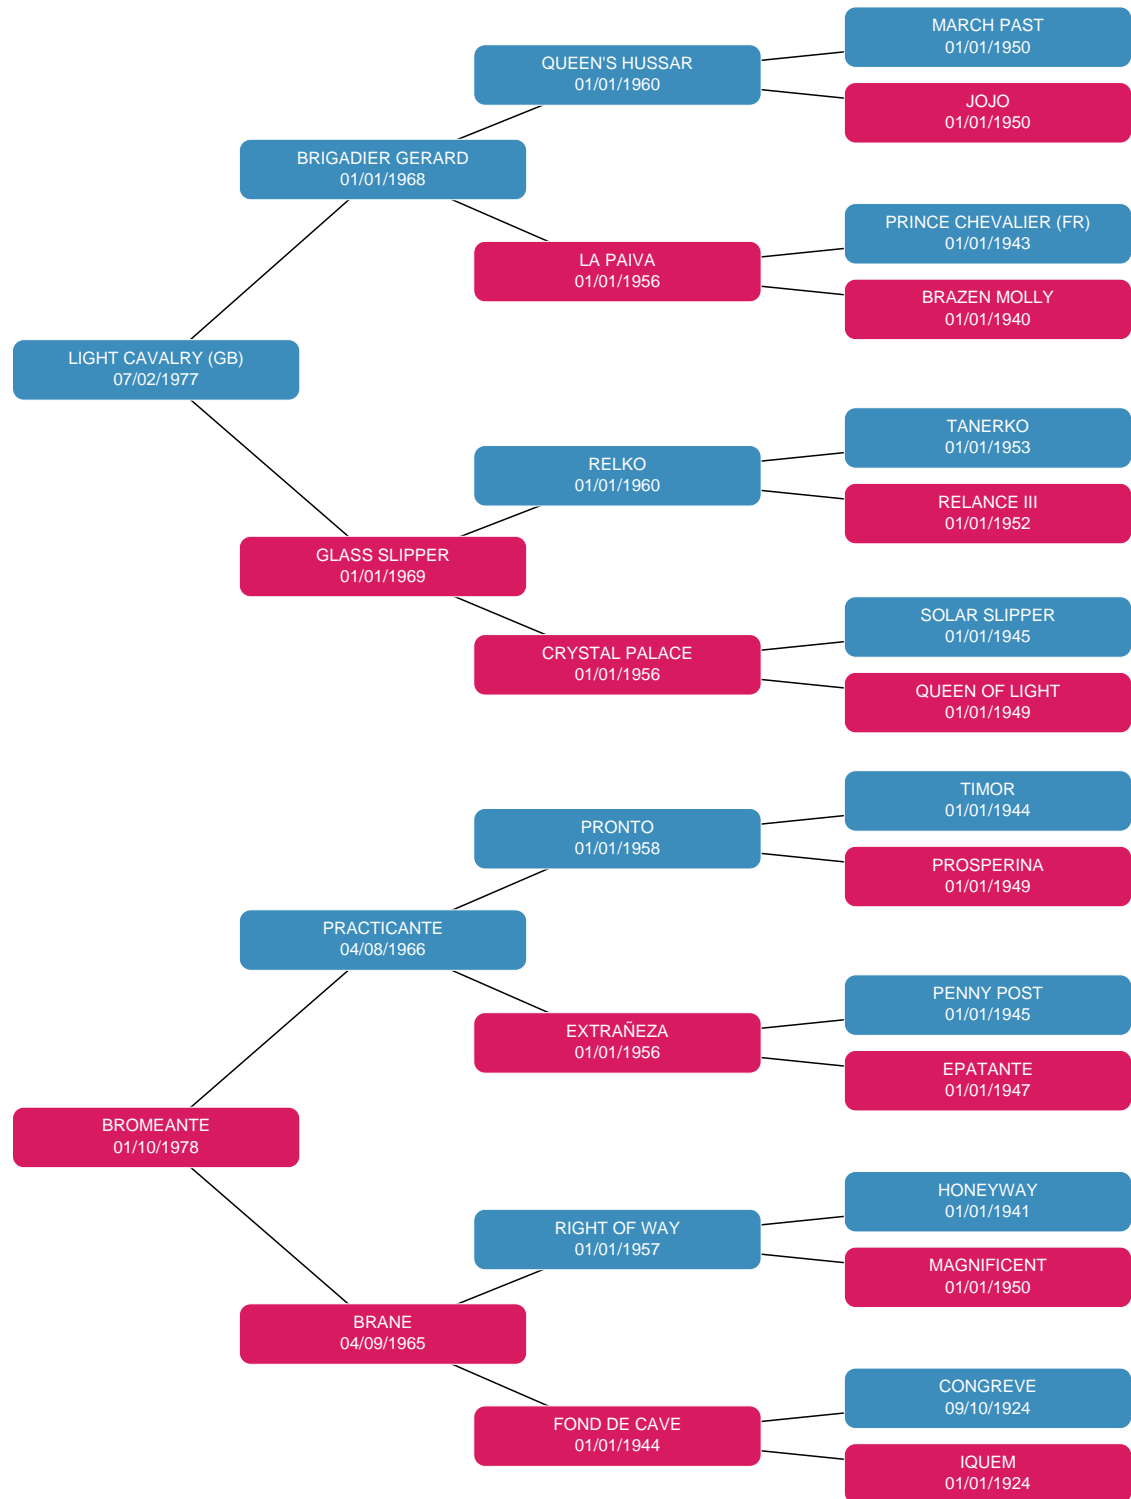 MARCH PAST
01/01/1950
QUEEN'S HUSSAR
01/01/1960
JOJO
01/01/1950
BRIGADIER GERARD
01/01/1968
PRINCE CHEVALIER (FR)
01/01/1943
LA PAIVA
01/01/1956
BRAZEN MOLLY
01/01/1940
LIGHT CAVALRY (GB)
07/02/1977
TANERKO
01/01/1953
RELKO
01/01/1960
RELANCE III
01/01/1952
GLASS SLIPPER
01/01/1969
SOLAR SLIPPER
01/01/1945
CRYSTAL PALACE
01/01/1956
QUEEN OF LIGHT
01/01/1949
TIMOR
01/01/1944
PRONTO
01/01/1958
PROSPERINA
01/01/1949
PRACTICANTE
04/08/1966
PENNY POST
01/01/1945
EXTRAÑEZA
01/01/1956
EPATANTE
01/01/1947
BROMEANTE
01/10/1978
HONEYWAY
01/01/1941
RIGHT OF WAY
01/01/1957
MAGNIFICENT
01/01/1950
BRANE
04/09/1965
CONGREVE
09/10/1924
FOND DE CAVE
01/01/1944
IQUEM
01/01/1924